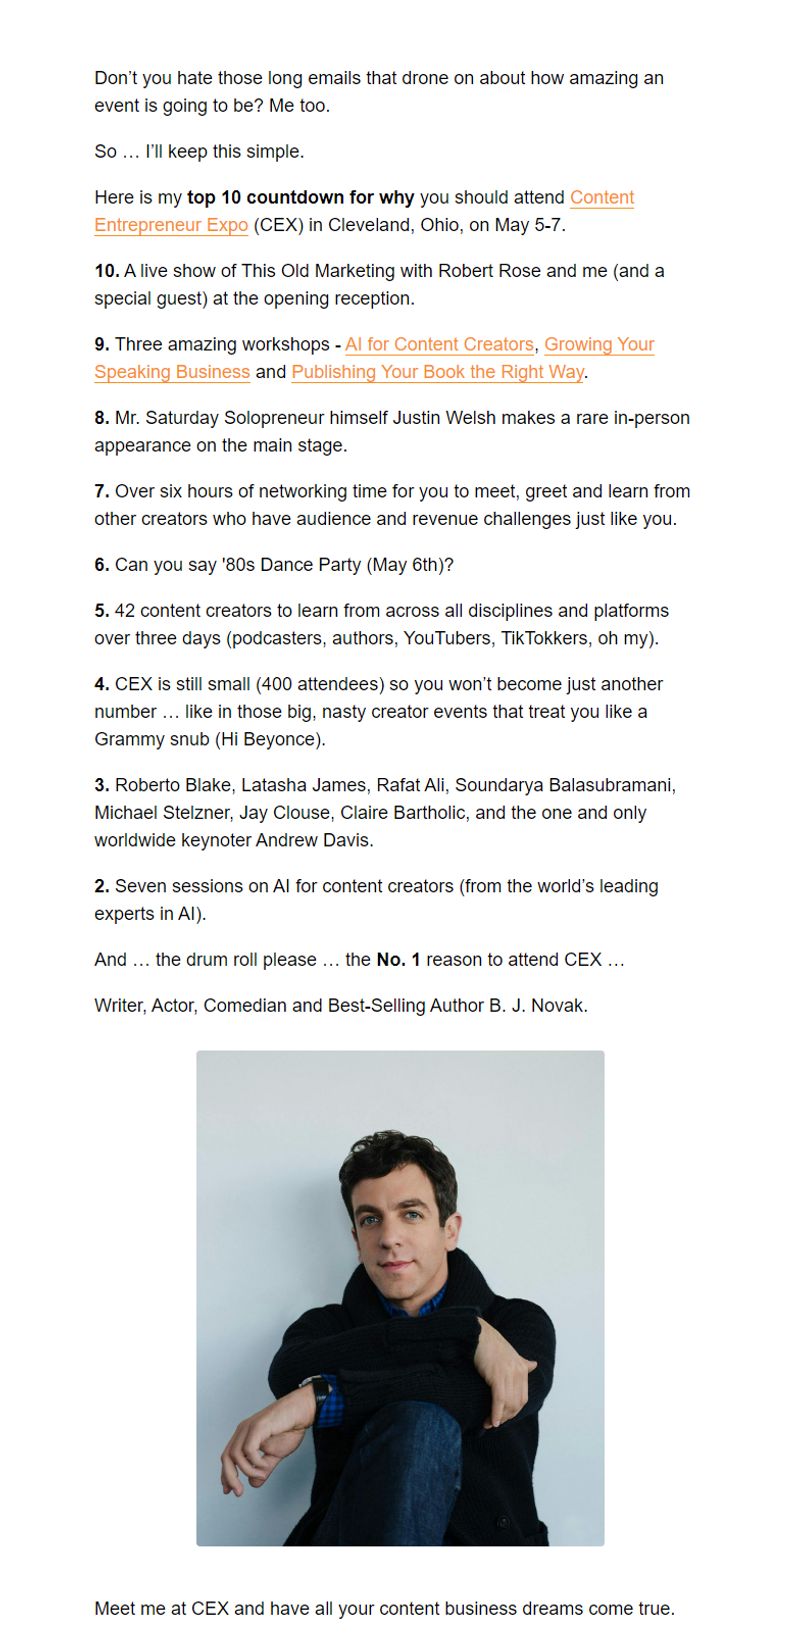 Don’t you hate those long emails that drone on about how amazing an
event is going to be? Me too.
So … I’ll keep this simple.
Here is my top 10 countdown for why you should attend Content
Entrepreneur Expo (CEX) in Cleveland, Ohio, on May 5-7.
10. A live show of This Old Marketing with Robert Rose and me (and a
special guest) at the opening reception.
9. Three amazing workshops - AI for Content Creators, Growing Your
Speaking Business and Publishing Your Book the Right Way.
8. Mr. Saturday Solopreneur himself Justin Welsh makes a rare in-person
appearance on the main stage.
7. Over six hours of networking time for you to meet, greet and learn from
other creators who have audience and revenue challenges just like you.
6. Can you say '80s Dance Party (May 6th)?
5. 42 content creators to learn from across all disciplines and platforms
over three days (podcasters, authors, YouTubers, TikTokkers, oh my).
4. CEX is still small (400 attendees) so you won’t become just another
number … like in those big, nasty creator events that treat you like a
Grammy snub (Hi Beyonce).
3. Roberto Blake, Latasha James, Rafat Ali, Soundarya Balasubramani,
Michael Stelzner, Jay Clouse, Claire Bartholic, and the one and only
worldwide keynoter Andrew Davis.
2. Seven sessions on AI for content creators (from the world’s leading
experts in AI).
And … the drum roll please … the No. 1 reason to attend CEX …
Writer, Actor, Comedian and Best-Selling Author B. J. Novak.
Meet me at CEX and have all your content business dreams come true.